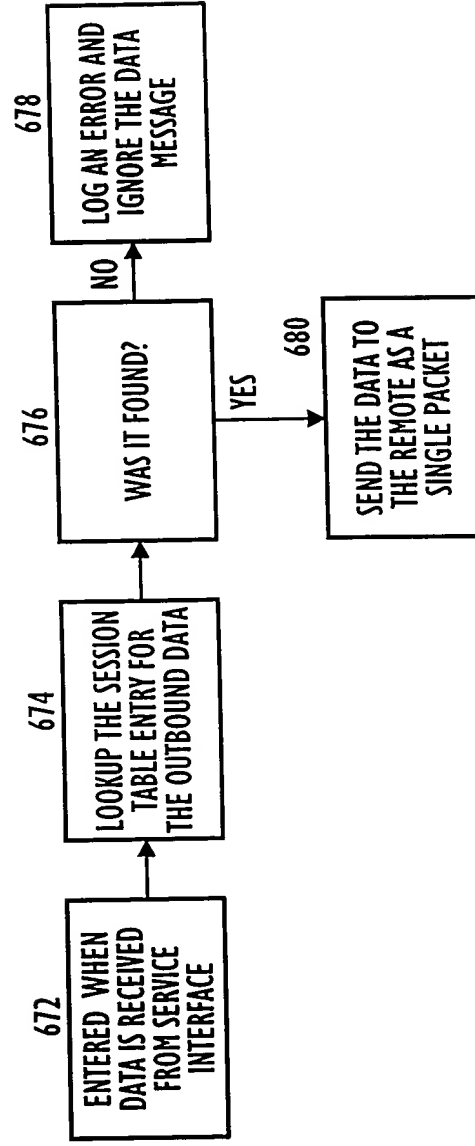 672
ENTERED WHEN
DATA IS RECEIVED
FROM SERVICE
INTERFACE
674
LOOKUP THE SESSION
TABLE ENTRY FOR
THE OUTBOUND DATA
676
WAS IT FOUND?
NO
678
LOG AN ERROR AND
IGNORE THE DATA
MESSAGE
YES
680
SEND THE DATA TO
THE REMOTE AS A
SINGLE PACKET